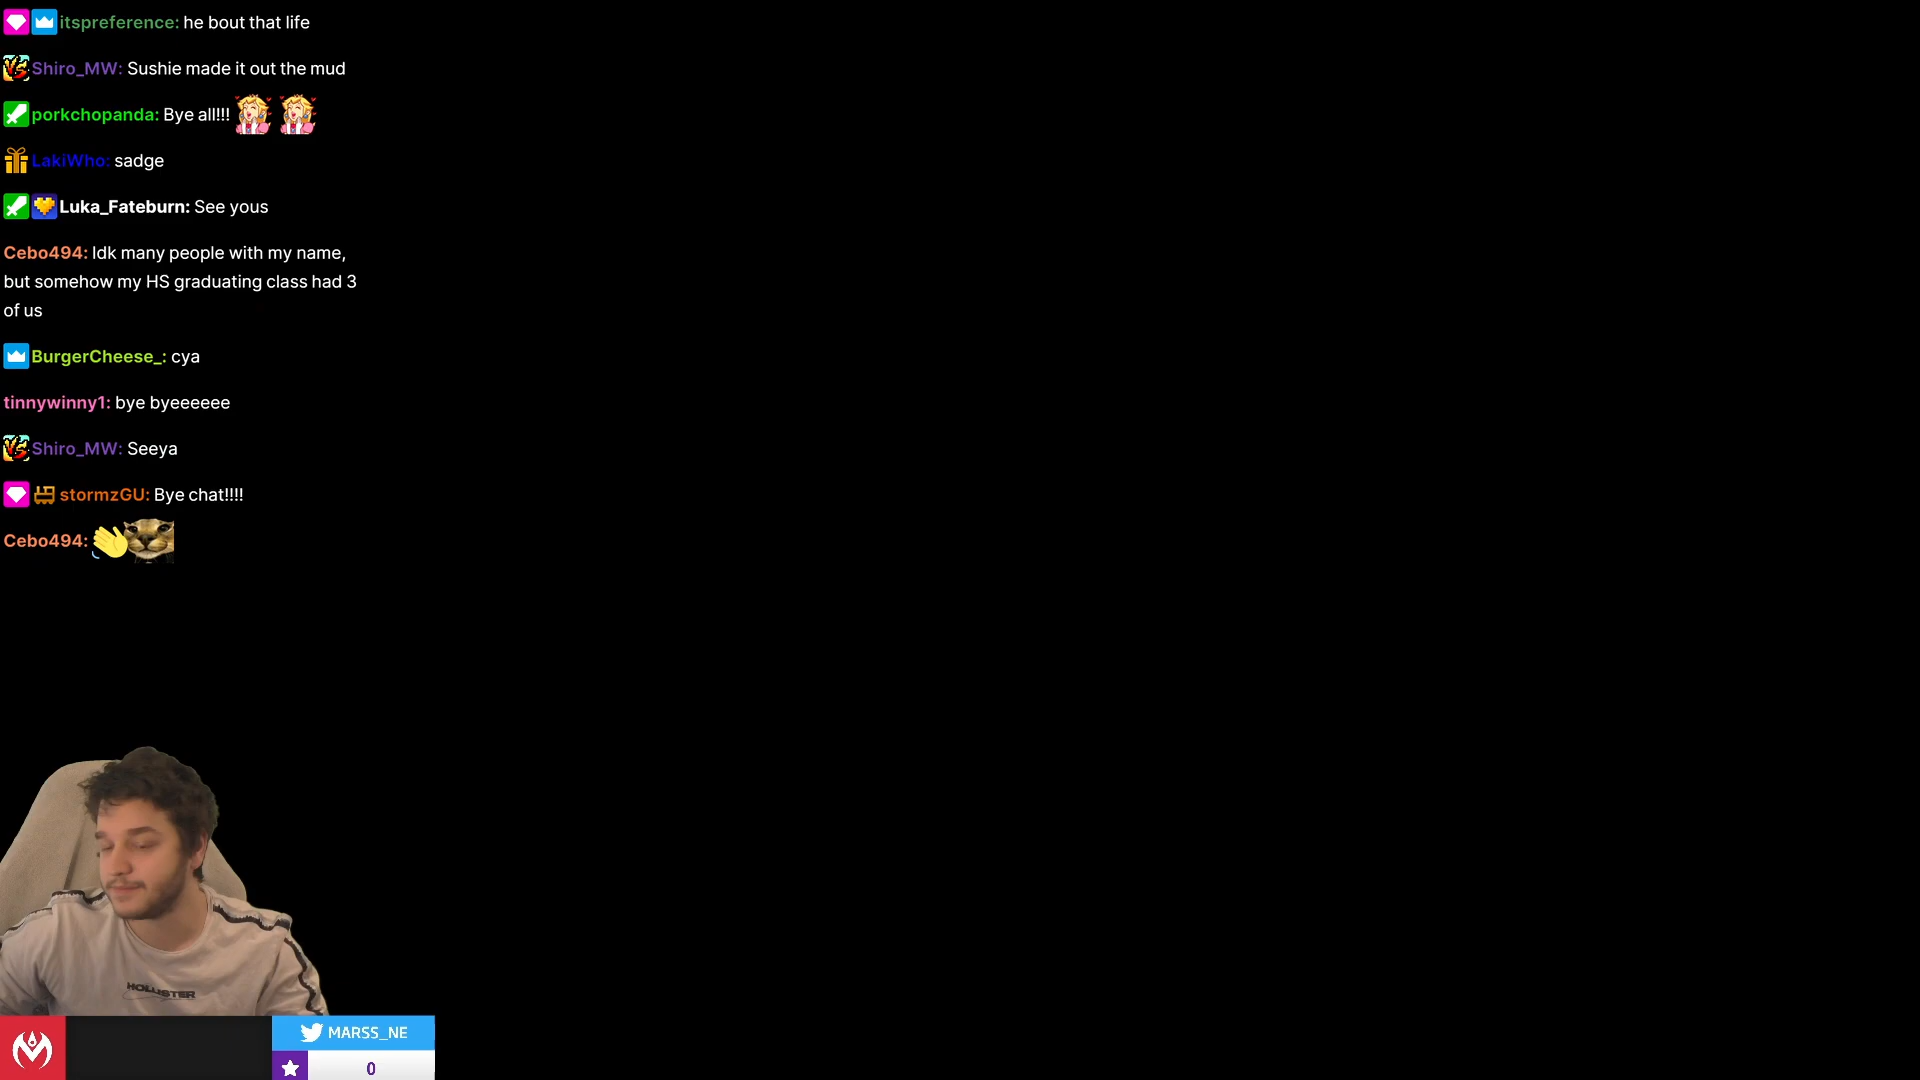 itspreference: he bout that life
Shiro_MW: Sushie made it out the mud
porkchopanda: Bye all!!!
LakiWho: sadge
Luka_Fateburn: See yous
Cebo494: Idk many people with my name,
but somehow my HS graduating class had 3
of us
BurgerCheese_: cya
tinnywinny1: bye byeeeeee
Shiro_MW: Seeya
stormzGU: Bye chat!!!!
Cebo494:
HOLLISTER
MARSS_NE
0